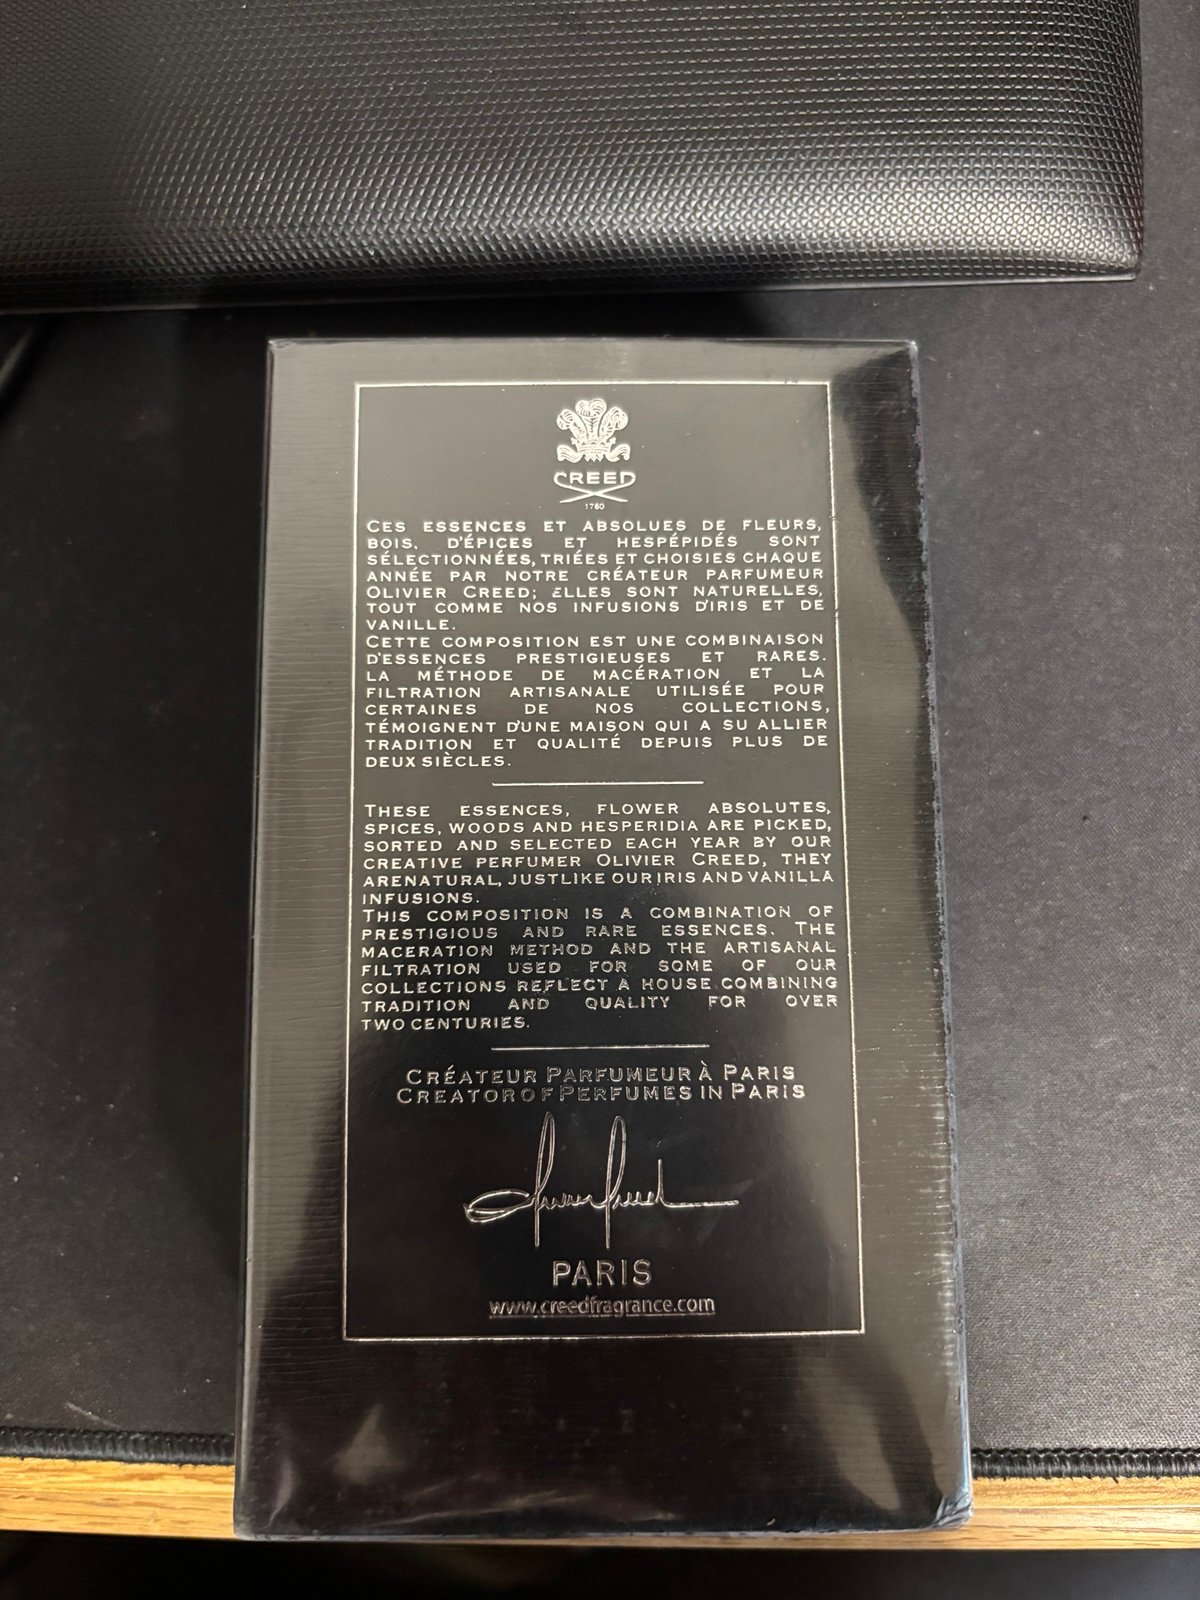 CREED
1760
CES ESSENCES ET ABSOLUES DE FLEURS,
BOIS, D'ÉPICES ET HESPÉPIDÉS SONT
SÉLECTIONNÉES, TRIÉES ET CHOISIES CHAQUE
ANNÉE PAR NOTRE CRÉATEUR PARFUMEUR
OLIVIER CREED; ELLES SONT NATURELLES,
TOUT COMME NOS INFUSIONS D'IRIS ET DE
VANILLE.
CETTE COMPOSITION EST UNE COMBINAISON
D'ESSENCES PRESTIGIEUSES ET RARES.
LA MÉTHODE DE MACÉRATION ET LA
FILTRATION ARTISANALE UTILISÉE POUR
CERTAINES DE NOS COLLECTIONS,
TÉMOIGNENT D'UNE MAISON QUI A SU ALLIER
TRADITION ET QUALITÉ DEPUIS PLUS DE
DEUX SIÈCLES.
THESE ESSENCES, FLOWER ABSOLUTES,
SPICES, WOODS AND HESPERIDIA ARE PICKED,
SORTED AND SELECTED EACH YEAR BY OUR
CREATIVE PERFUMER OLIVIER CREED, THEY
ARENATURAL, JUSTLIKE OUR IRIS AND VANILLA
INFUSIONS.
THIS COMPOSITION IS A COMBINATION OF
PRESTIGIOUS AND RARE ESSENCES. THE
MACERATION METHOD AND THE ARTISANAL
FILTRATION USED FOR SOME OF OUR
COLLECTIONS REFLECT A HOUSE COMBINING
TRADITION AND QUALITY FOR OVER
TWO CENTURIES.
CRÉATEUR PARFUMEUR À PARIS
CREATOR OF PERFUMES IN PARIS
Olivier Creed
PARIS
www.creedfragrance.com